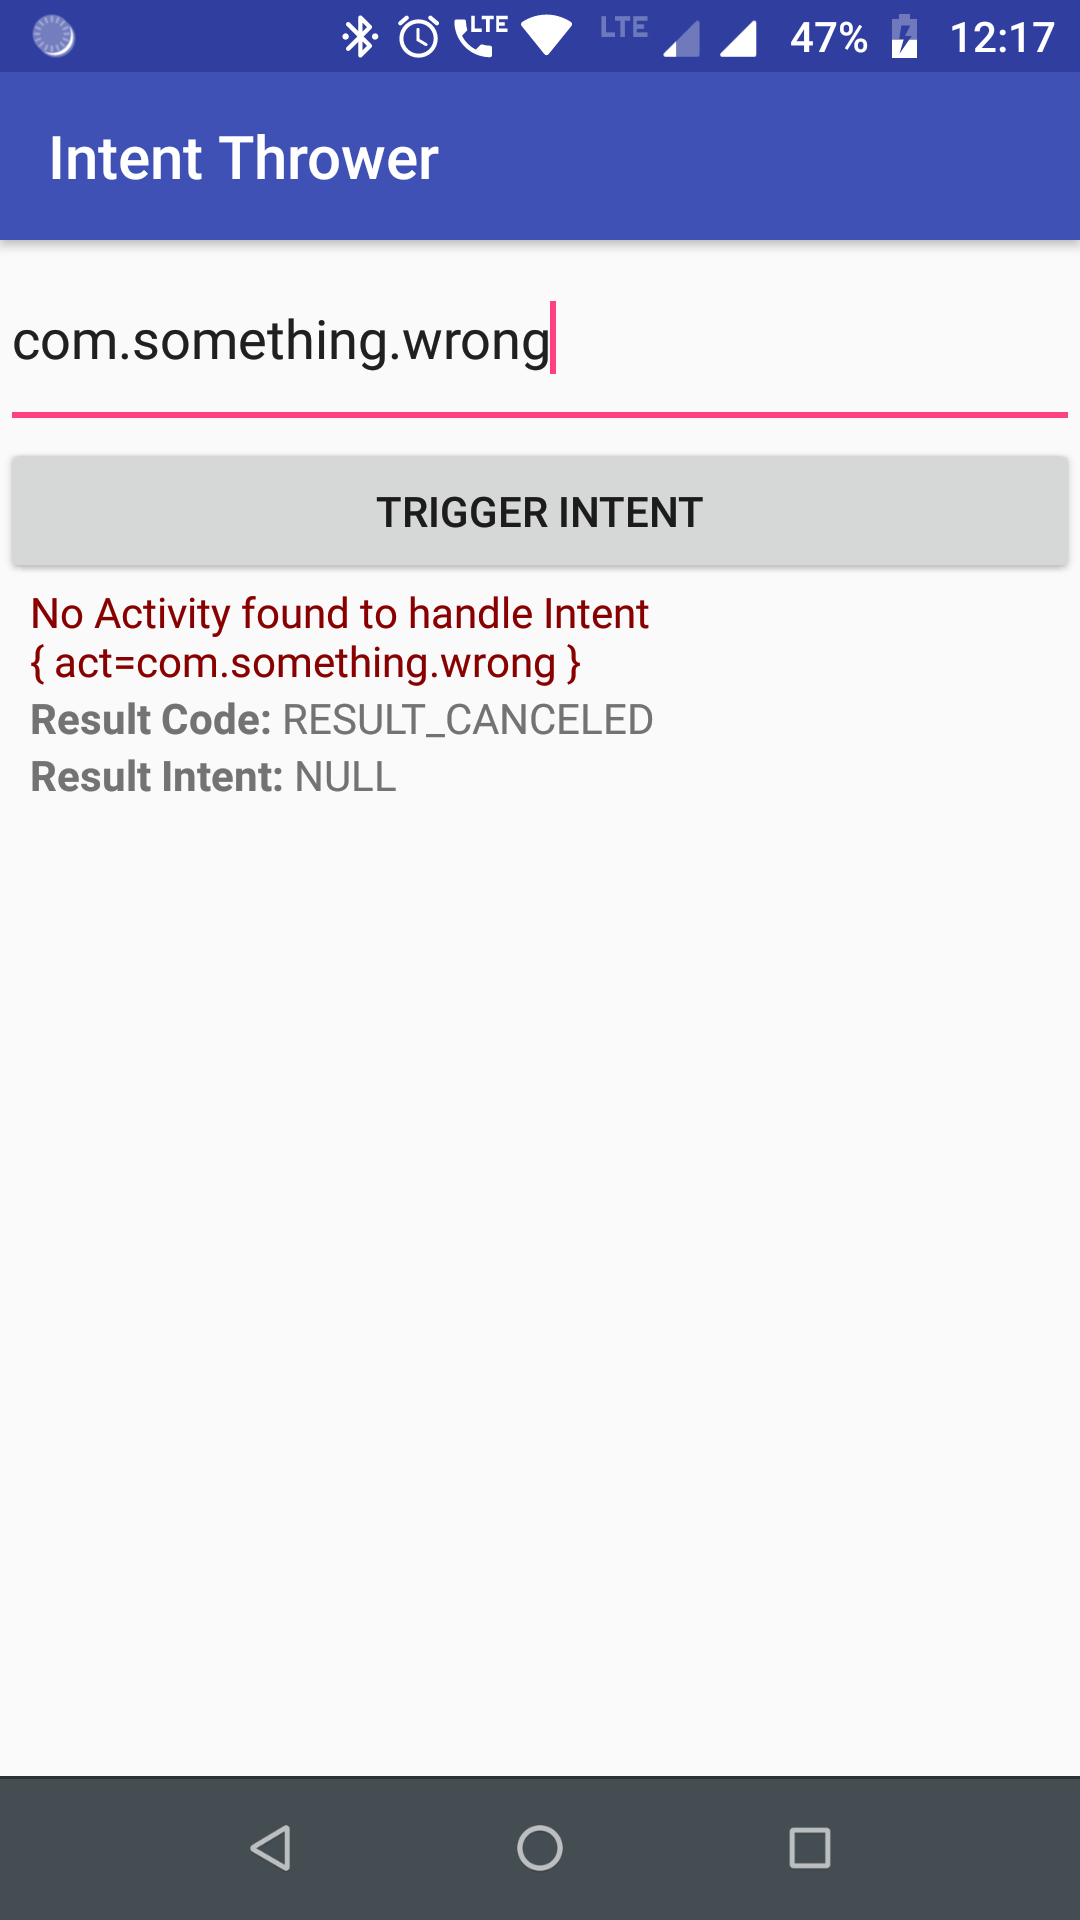 LTE LTE 47% 12:17
Intent Thrower
com.something.wrong
TRIGGER INTENT
No Activity found to handle Intent
{ act=com.something.wrong }
Result Code: RESULT_CANCELED
Result Intent: NULL